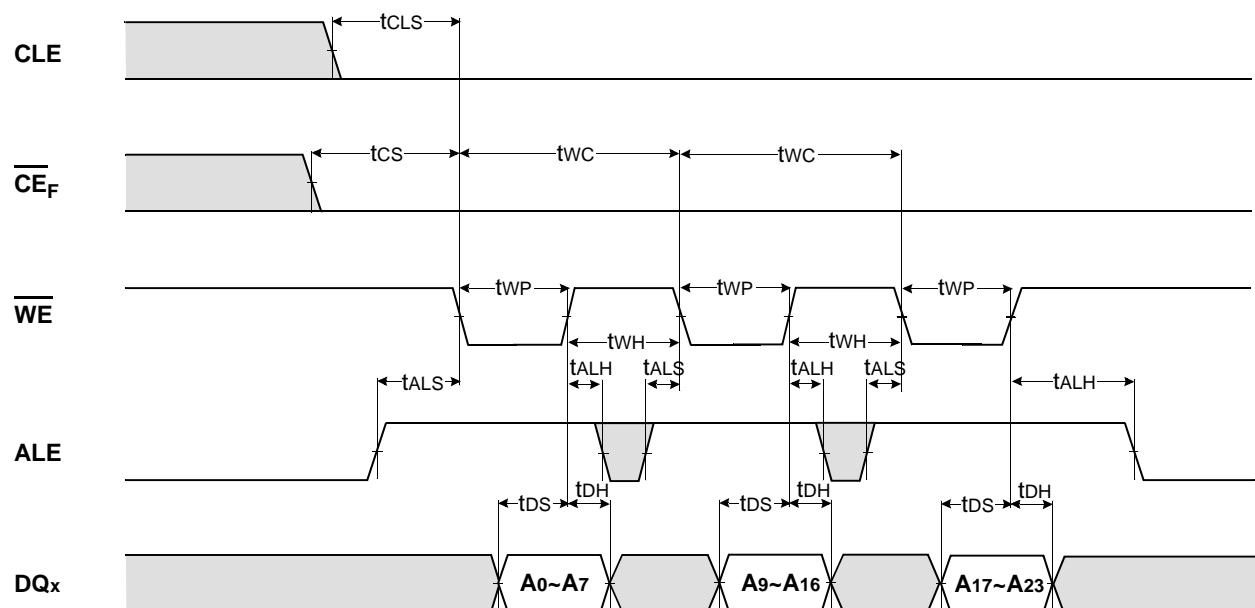 tCLS
CLE
tCS tWC tWC
CEF
WE tWP tWP tWP
tWH tWH
tALS tALH tALS tALH tALS tALH
ALE
tDS tDH tDS tDH tDS tDH
DQx A0~A7 A9~A16 A17~A23